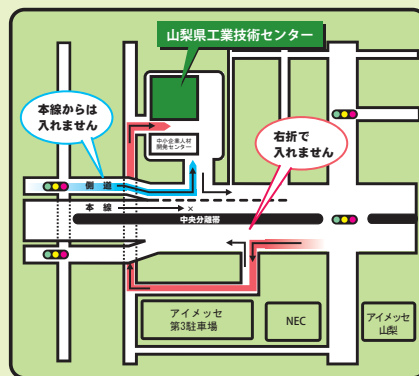 山梨県工業技術センター
本線からは
入れません
中小企業人材
開発センター
右折で
入れません
側道
本線
×
中央分離帯
アイメッセ
第3駐車場
NEC
アイメッセ
山梨